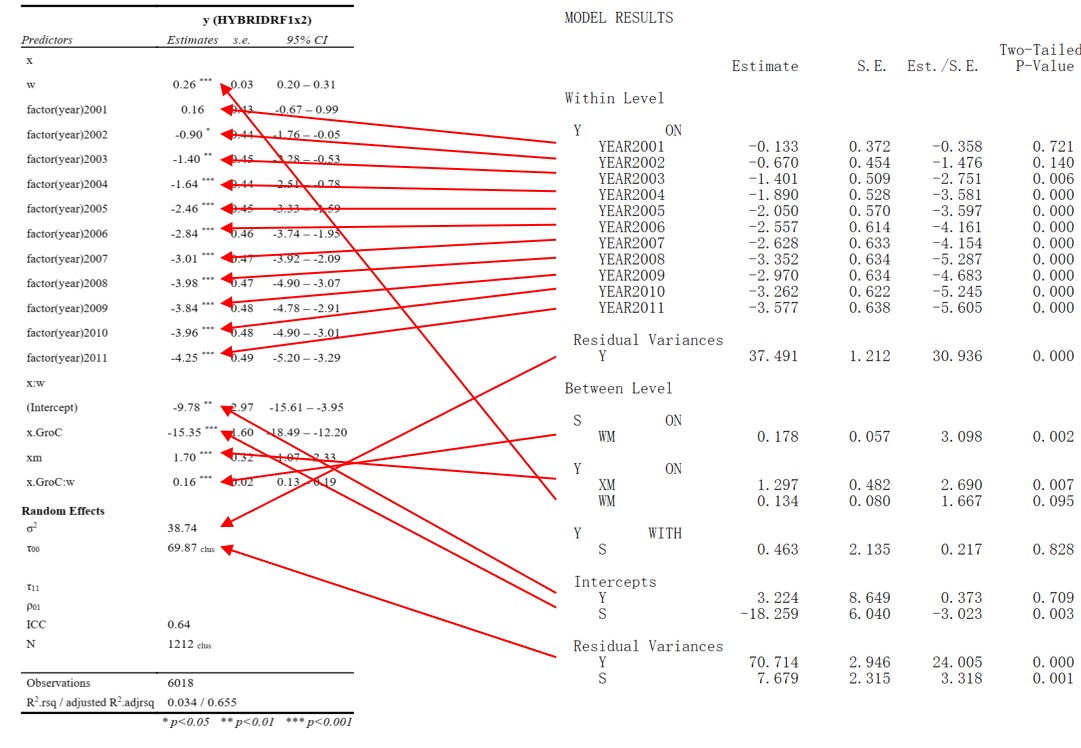 y (HYBRIDRF1x2)
Predictors Estimates s.e. 95% CI
x
w 0.26 *** 0.03 0.20 – 0.31
factor(year)2001 0.16 0.43 -0.67 – 0.99
factor(year)2002 -0.90 * 0.44 -1.76 – -0.05
factor(year)2003 -1.40 ** 0.45 -2.28 – -0.53
factor(year)2004 -1.64 *** 0.44 -2.51 – -0.78
factor(year)2005 -2.46 *** 0.45 -3.33 – -1.59
factor(year)2006 -2.84 *** 0.46 -3.74 – -1.95
factor(year)2007 -3.01 *** 0.47 -3.92 – -2.09
factor(year)2008 -3.98 *** 0.47 -4.90 – -3.07
factor(year)2009 -3.84 *** 0.48 -4.78 – -2.91
factor(year)2010 -3.96 *** 0.48 -4.90 – -3.01
factor(year)2011 -4.25 *** 0.49 -5.20 – -3.29
x:w
(Intercept) -9.78 ** 2.97 -15.61 – -3.95
x.GroC -15.35 *** 1.60 -18.49 – -12.20
xm 1.70 *** 0.32 1.07 – 2.33
x.GroC:w 0.16 *** 0.02 0.13 – 0.19
Random Effects
σ² 38.74
τ00 69.87 clus
τ11
ρ01
ICC 0.64
N 1212 clus
Observations 6018
R².rsq / adjusted R².adjrsq 0.034 / 0.655
* p<0.05 ** p<0.01 *** p<0.001
MODEL RESULTS
Two-Tailed
Estimate S.E. Est./S.E. P-Value
Within Level
Y ON
YEAR2001 -0.133 0.372 -0.358 0.721
YEAR2002 -0.670 0.454 -1.476 0.140
YEAR2003 -1.401 0.509 -2.751 0.006
YEAR2004 -1.890 0.528 -3.581 0.000
YEAR2005 -2.050 0.570 -3.597 0.000
YEAR2006 -2.557 0.614 -4.161 0.000
YEAR2007 -2.628 0.633 -4.154 0.000
YEAR2008 -3.352 0.634 -5.287 0.000
YEAR2009 -2.970 0.634 -4.683 0.000
YEAR2010 -3.262 0.622 -5.245 0.000
YEAR2011 -3.577 0.638 -5.605 0.000
Residual Variances
Y 37.491 1.212 30.936 0.000
Between Level
S ON
WM 0.178 0.057 3.098 0.002
Y ON
XM 1.297 0.482 2.690 0.007
WM 0.134 0.080 1.667 0.095
Y WITH
S 0.463 2.135 0.217 0.828
Intercepts
Y 3.224 8.649 0.373 0.709
S -18.259 6.040 -3.023 0.003
Residual Variances
Y 70.714 2.946 24.005 0.000
S 7.679 2.315 3.318 0.001